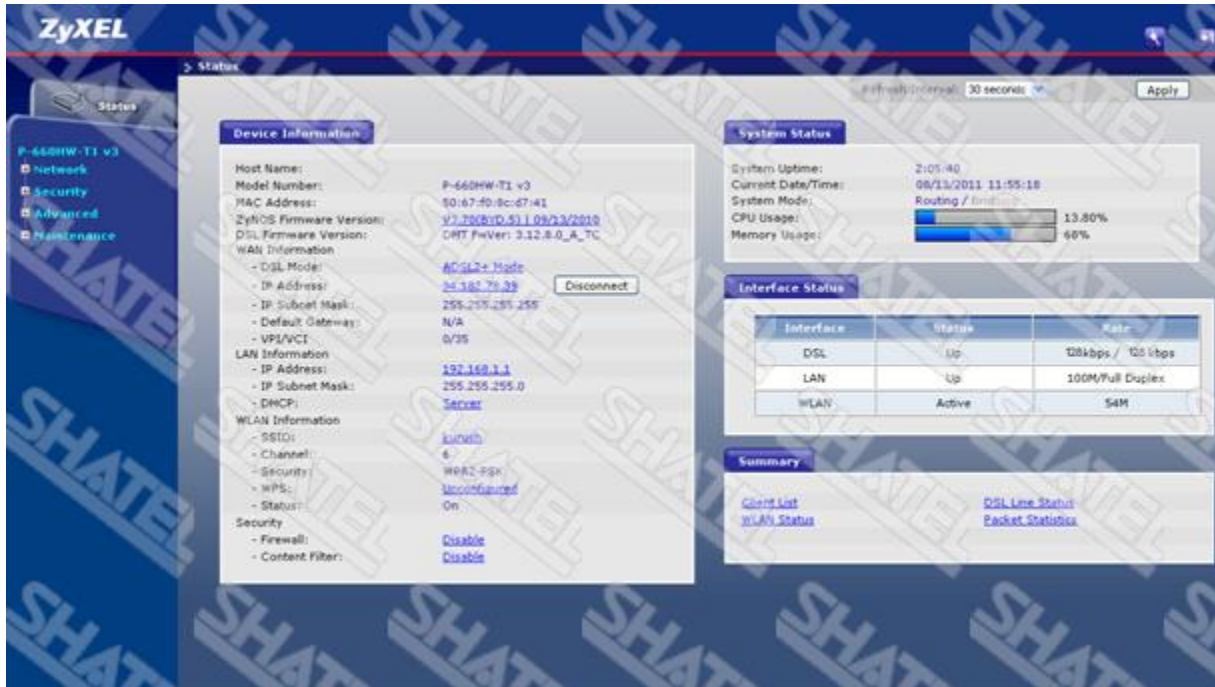 ZyXEL
> Status
Status
Refresh Interval: 30 seconds Apply
P-660HW-T1 v3
Network
Security
Advanced
Maintenance
Device Information
Host Name:
Model Number: P-660HW-T1 v3
MAC Address: 50:67:f0:8c:d7:41
ZyNOS Firmware Version: V3.70(BYD.5) | 09/13/2010
DSL Firmware Version: DMT FwVer: 3.12.8.0_A_TC
WAN Information
- DSL Mode: ADSL2+ Mode
- IP Address: Disconnect
- IP Subnet Mask: 255.255.255.255
- Default Gateway: N/A
- VPI/VCI 0/35
LAN Information
- IP Address: 192.168.1.1
- IP Subnet Mask: 255.255.255.0
- DHCP: Server
WLAN Information
- SSID: kurush
- Channel: 6
- Security: WPA2-PSK
- WPS: Unconfigured
- Status: On
Security
- Firewall: Disable
- Content Filter: Disable
System Status
System Uptime: 2:05:40
Current Date/Time: 08/13/2011 11:55:18
System Mode: Routing /
CPU Usage: 13.80%
Memory Usage: 68%
Interface Status
Interface Status Rate
DSL Up 128kbps / 128 kbps
LAN Up 100M/Full Duplex
WLAN Active 54M
Summary
Client List DSL Line Status
WLAN Status Packet Statistics
SHATEL